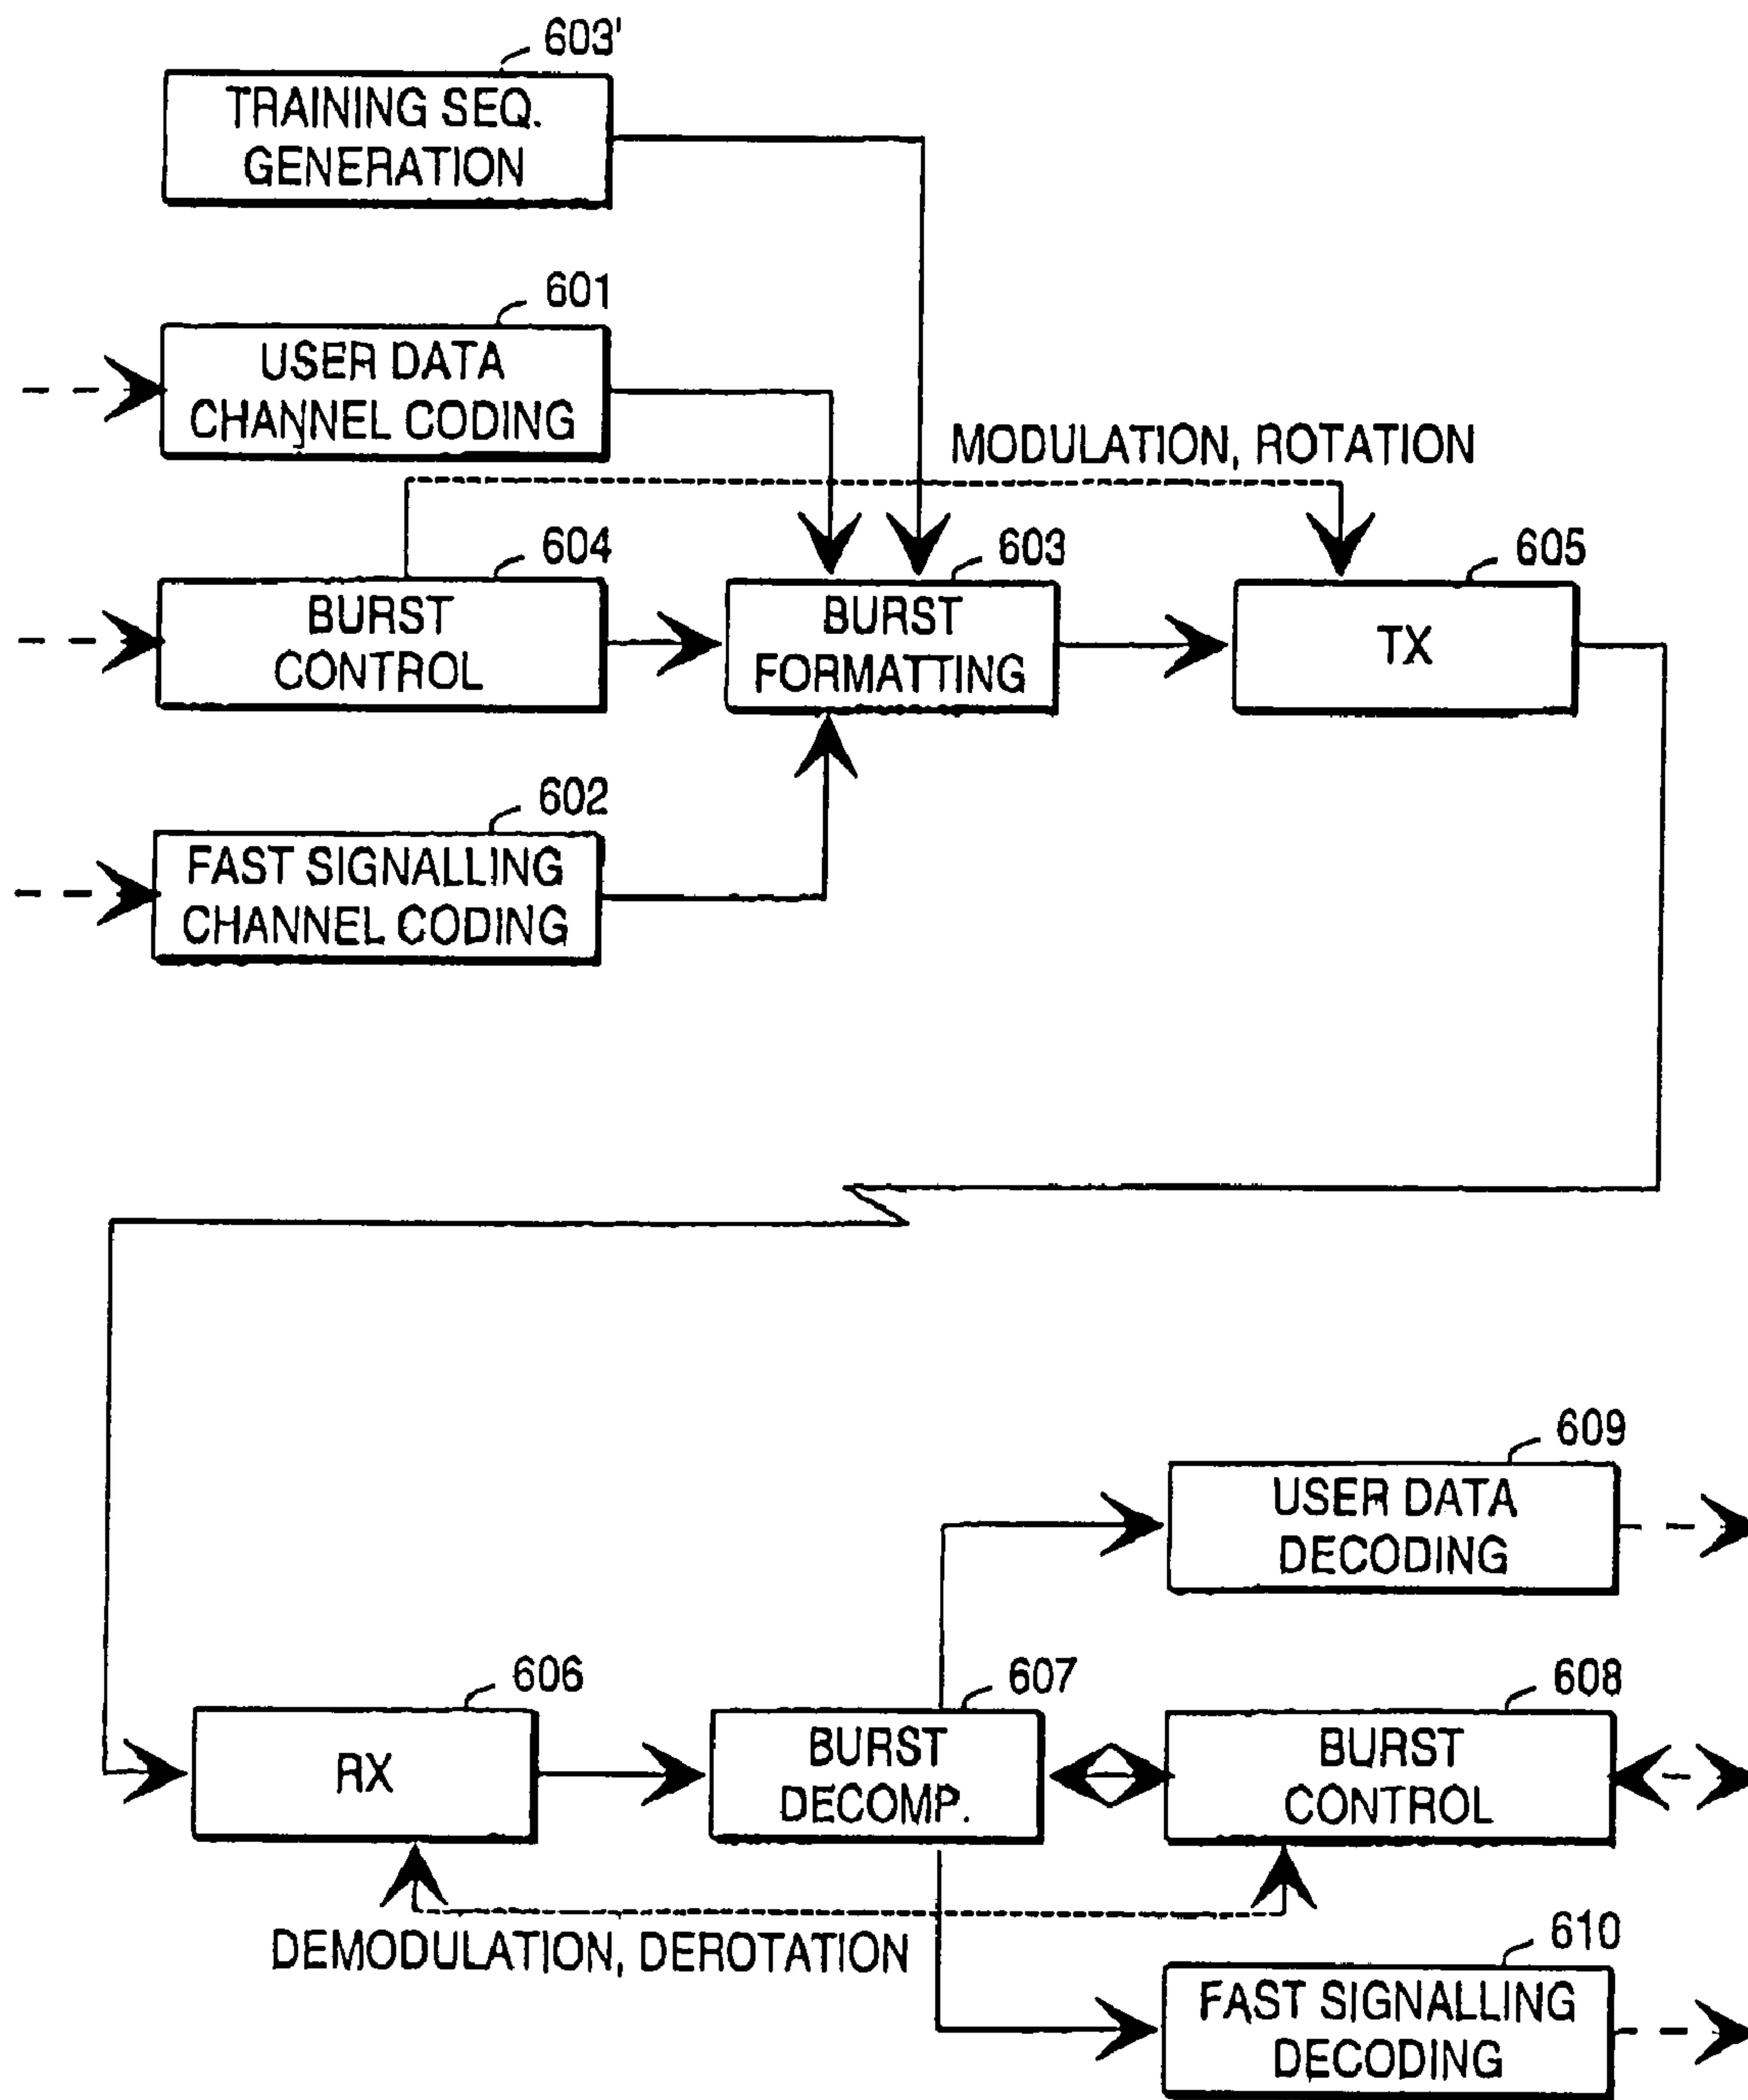 603'
TRAINING SEQ.
GENERATION
601
USER DATA
CHANNEL CODING
MODULATION, ROTATION
604
BURST
CONTROL
603
BURST
FORMATTING
605
TX
602
FAST SIGNALLING
CHANNEL CODING
609
USER DATA
DECODING
606
RX
607
BURST
DECOMP.
608
BURST
CONTROL
DEMODULATION, DEROTATION
610
FAST SIGNALLING
DECODING